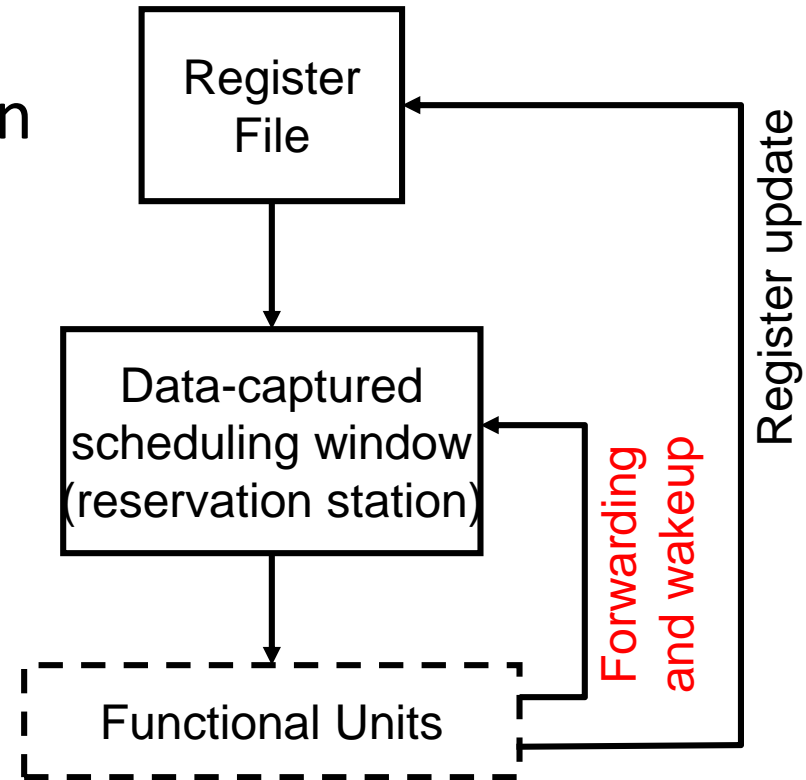 n
Register
File
Data-captured
scheduling window
(reservation station)
Functional Units
Forwarding
and wakeup
Register update